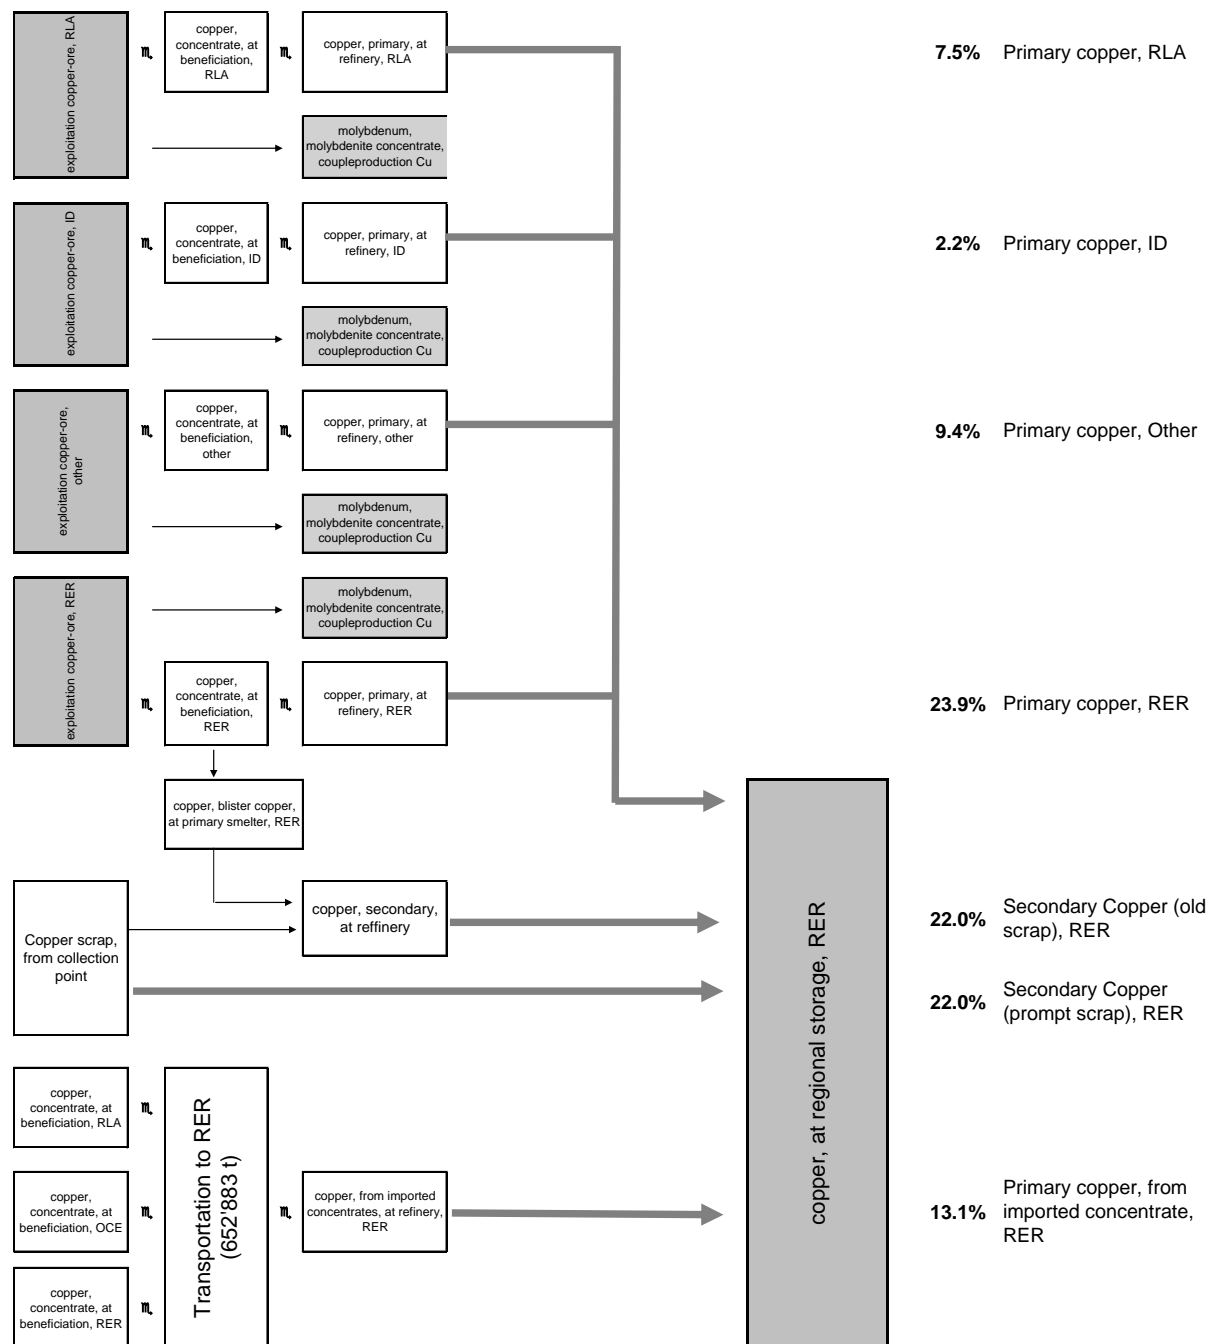 exploitation copper-ore, RLA
♏
copper,
concentrate, at
beneficiation,
RLA
♏
copper, primary, at
refinery, RLA
7.5% Primary copper, RLA
molybdenum,
molybdenite concentrate,
coupleproduction Cu
exploitation copper-ore, ID
♏
copper,
concentrate, at
beneficiation, ID
♏
copper, primary, at
refinery, ID
2.2% Primary copper, ID
molybdenum,
molybdenite concentrate,
coupleproduction Cu
exploitation copper-ore,
other
♏
copper,
concentrate, at
beneficiation,
other
♏
copper, primary, at
refinery, other
9.4% Primary copper, Other
molybdenum,
molybdenite concentrate,
coupleproduction Cu
exploitation copper-ore, RER
molybdenum,
molybdenite concentrate,
coupleproduction Cu
♏
copper,
concentrate, at
beneficiation,
RER
♏
copper, primary, at
refinery, RER
23.9% Primary copper, RER
copper, blister copper,
at primary smelter, RER
Copper scrap,
from collection
point
copper, secondary,
at reffinery
copper, at regional storage, RER
22.0% Secondary Copper (old
scrap), RER
22.0% Secondary Copper
(prompt scrap), RER
copper,
concentrate, at
beneficiation, RLA
♏
copper,
concentrate, at
beneficiation, OCE
♏
copper,
concentrate, at
beneficiation, RER
♏
Transportation to RER
(652'883 t)
♏
copper, from imported
concentrates, at refinery,
RER
13.1% Primary copper, from
imported concentrate,
RER